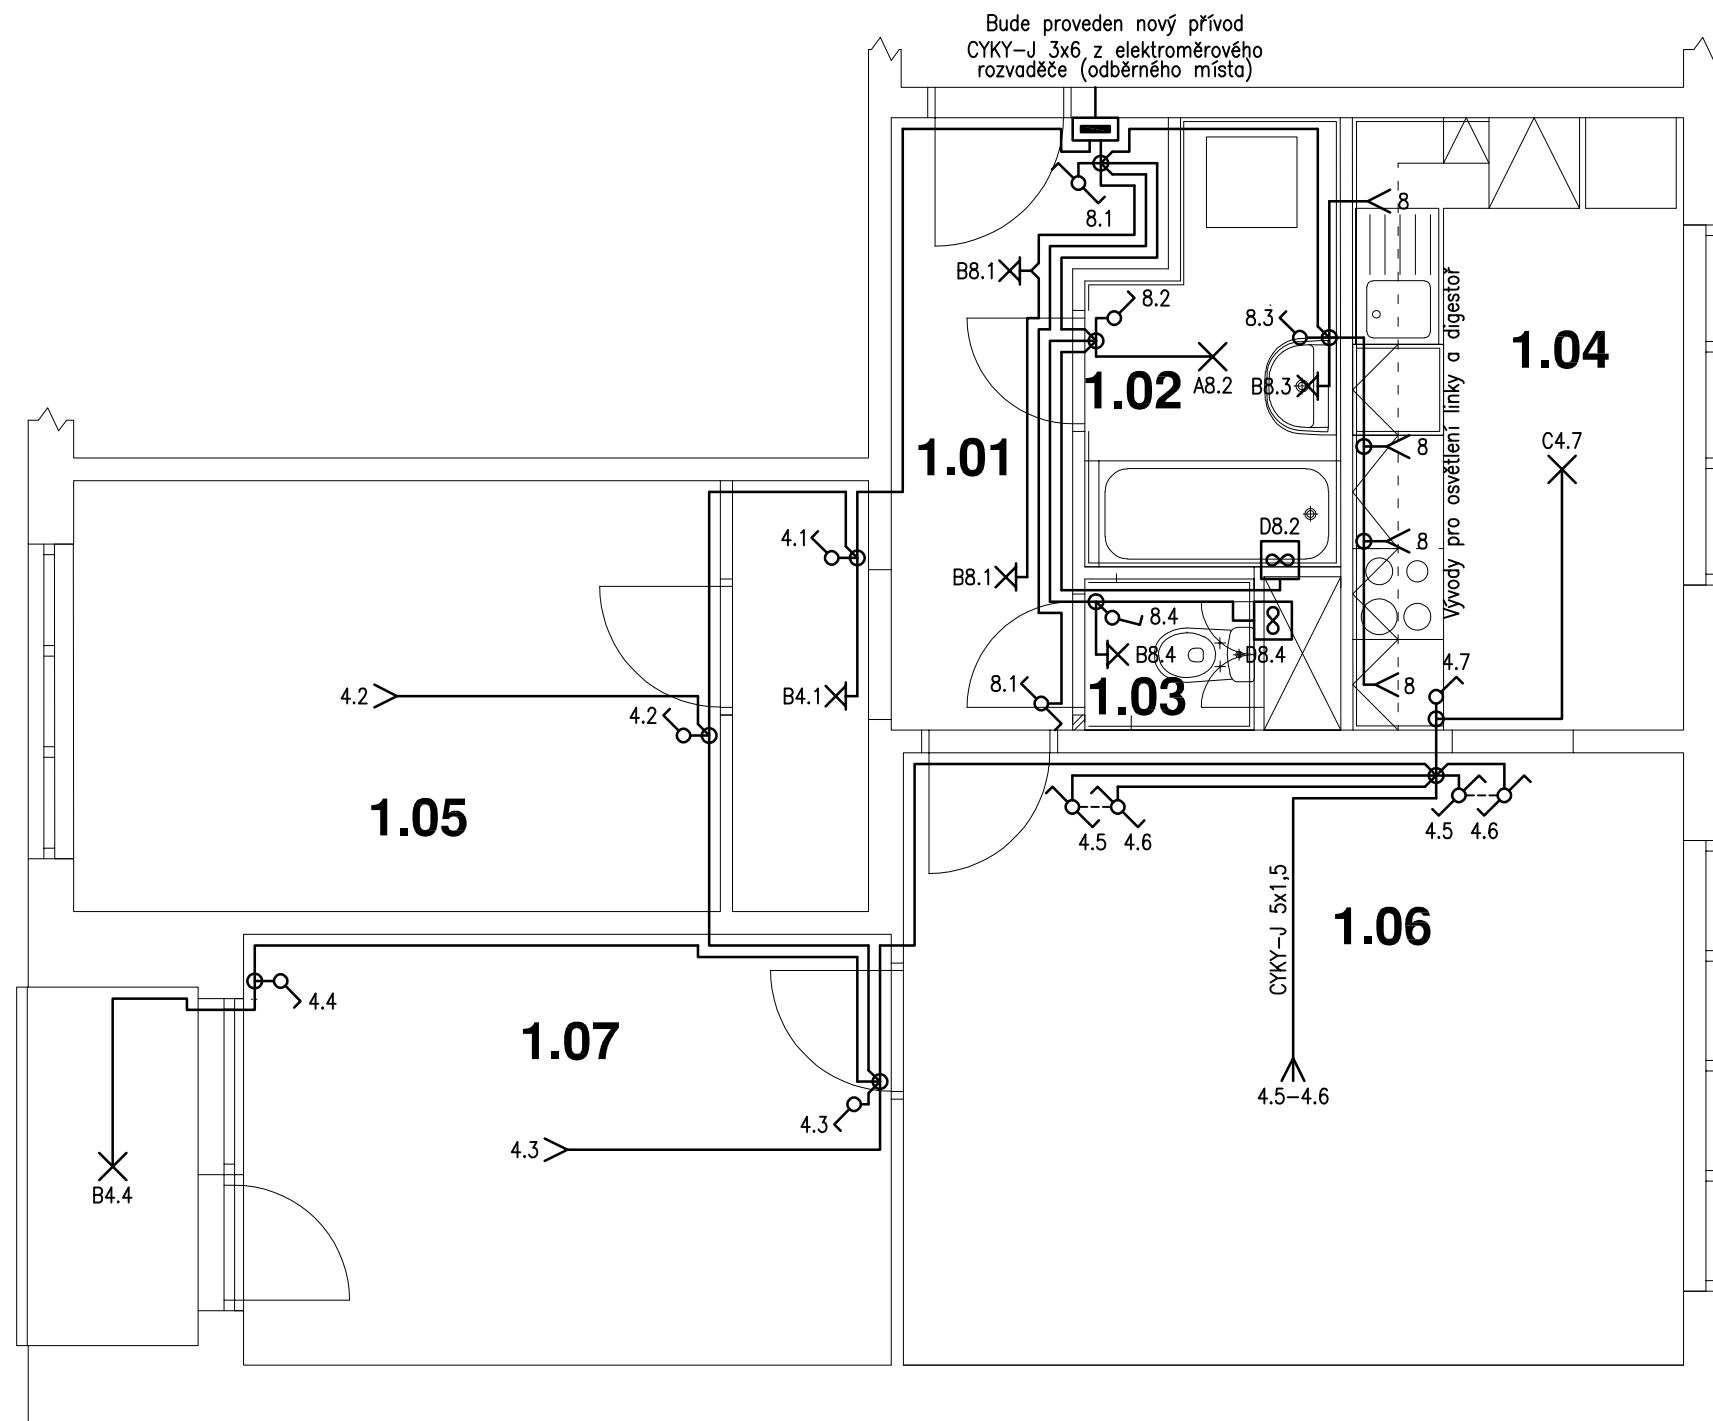 Bude proveden nový přívod
CYKY-J 3x6 z elektroměrového
rozvaděče (odběrného místa)
8.1
8
B8.1
8.2
8.3
Vývody pro osvětlení linky a digestoř
1.04
1.02
A8.2
B8.3
1.01
C4.7
8
D8.2
4.1
8
B8.1
8.4
B8.4
D8.4
4.7
4.2
B4.1
8.1
1.03
8
4.2
1.05
4.5
4.6
4.5
4.6
CYKY-J 5x1,5
1.06
4.4
1.07
4.5-4.6
4.3
4.3
B4.4